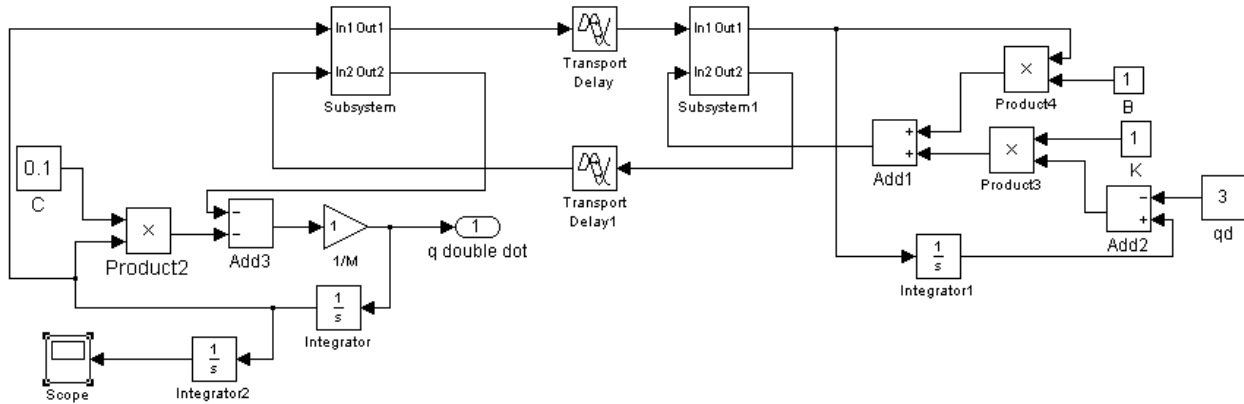 In1 Out1
In2 Out2
Subsystem
Transport
Delay
In1 Out1
In2 Out2
Subsystem1
×
Product4
1
B
+
+
Add1
×
Product3
1
K
0.1
C
Transport
Delay1
−
+
Add2
3
qd
×
Product2
−
−
Add3
1
1/M
1
q double dot
1
s
Integrator1
1
s
Integrator
Scope
1
s
Integrator2